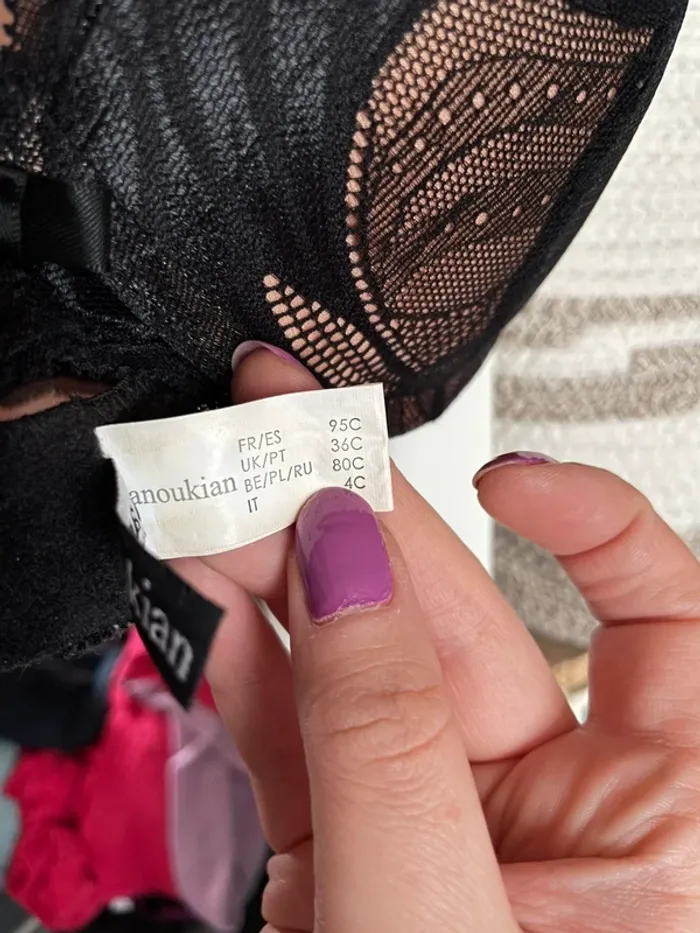 anoukian
FR/ES 95C
UK/PT 36C
BE/PL/RU 80C
IT 4C
kian